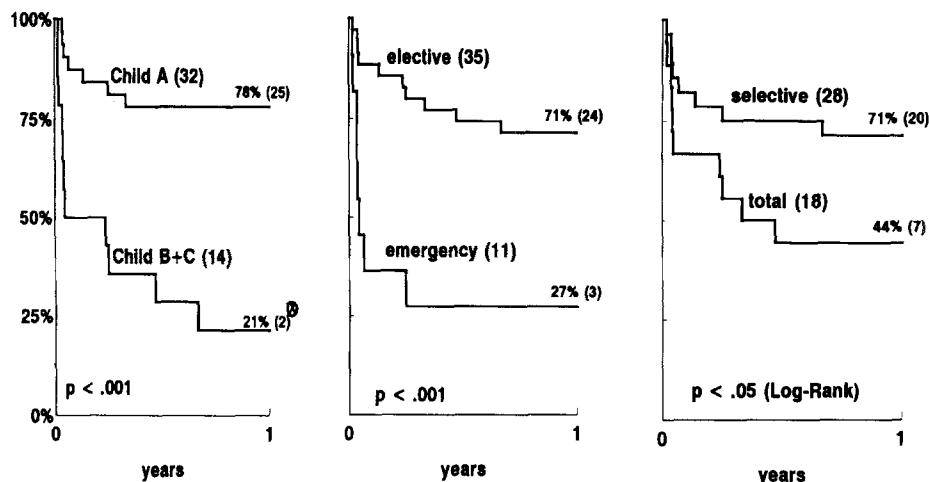 100%
75%
50%
25%
0%
Child A (32)
78% (25)
Child B+C (14)
21% (2)
p < .001
0 1
years
elective (35)
71% (24)
emergency (11)
27% (3)
p < .001
0 1
years
selective (28)
71% (20)
total (18)
44% (7)
p < .05 (Log-Rank)
0 1
years